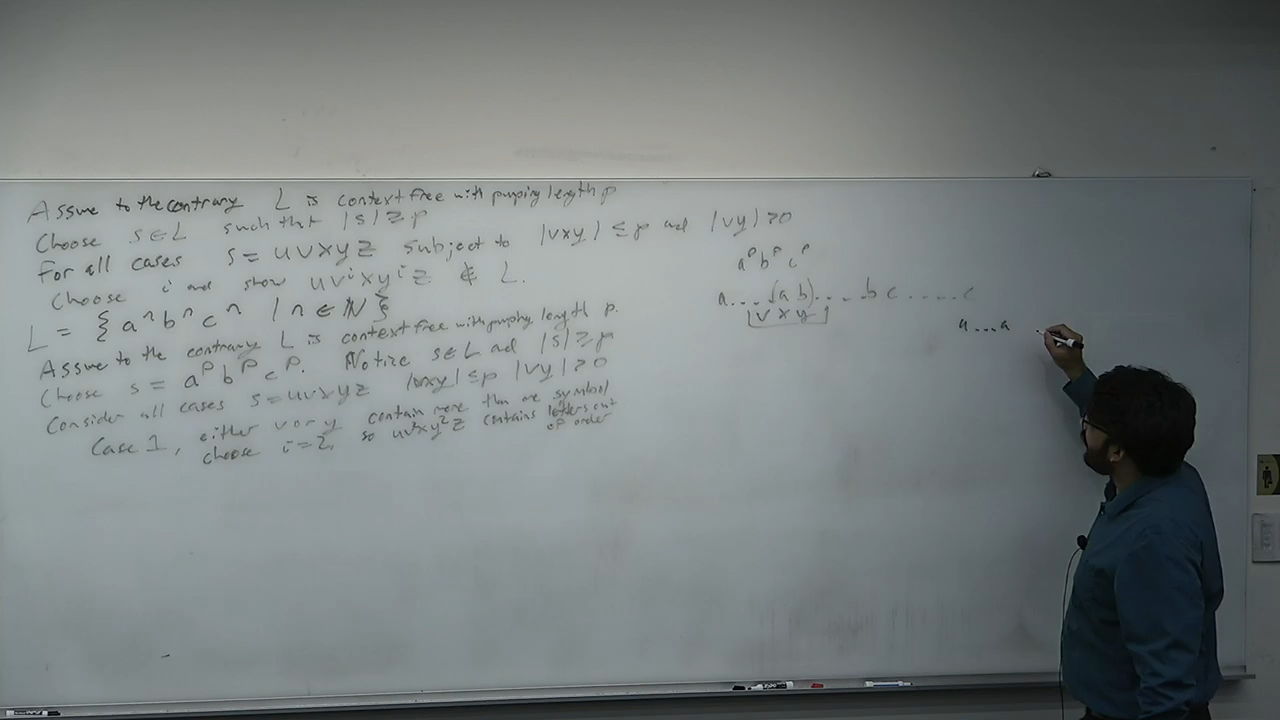 Assume to the contrary L is context free with pumping length p
Choose s ∈ L such that |s| ≥ p
For all cases s = uvxyz subject to |vxy| ≤ p and |vy| > 0
Choose i and show uv^i xy^i z ∉ L.
L = { a^n b^n c^n | n ∈ N }
Assume to the contrary L is context free with pumping length p.
Choose s = a^p b^p c^p. Notice s ∈ L and |s| ≥ p
Consider all cases s = uvxyz |vxy| ≤ p |vy| > 0
Case 1, either v or y contain more than one symbol
choose i = 2, so uv^2xy^2z contains letters out
of order
a^p b^p c^p
a.... (a b).... b c ..... c
v x y
a...a